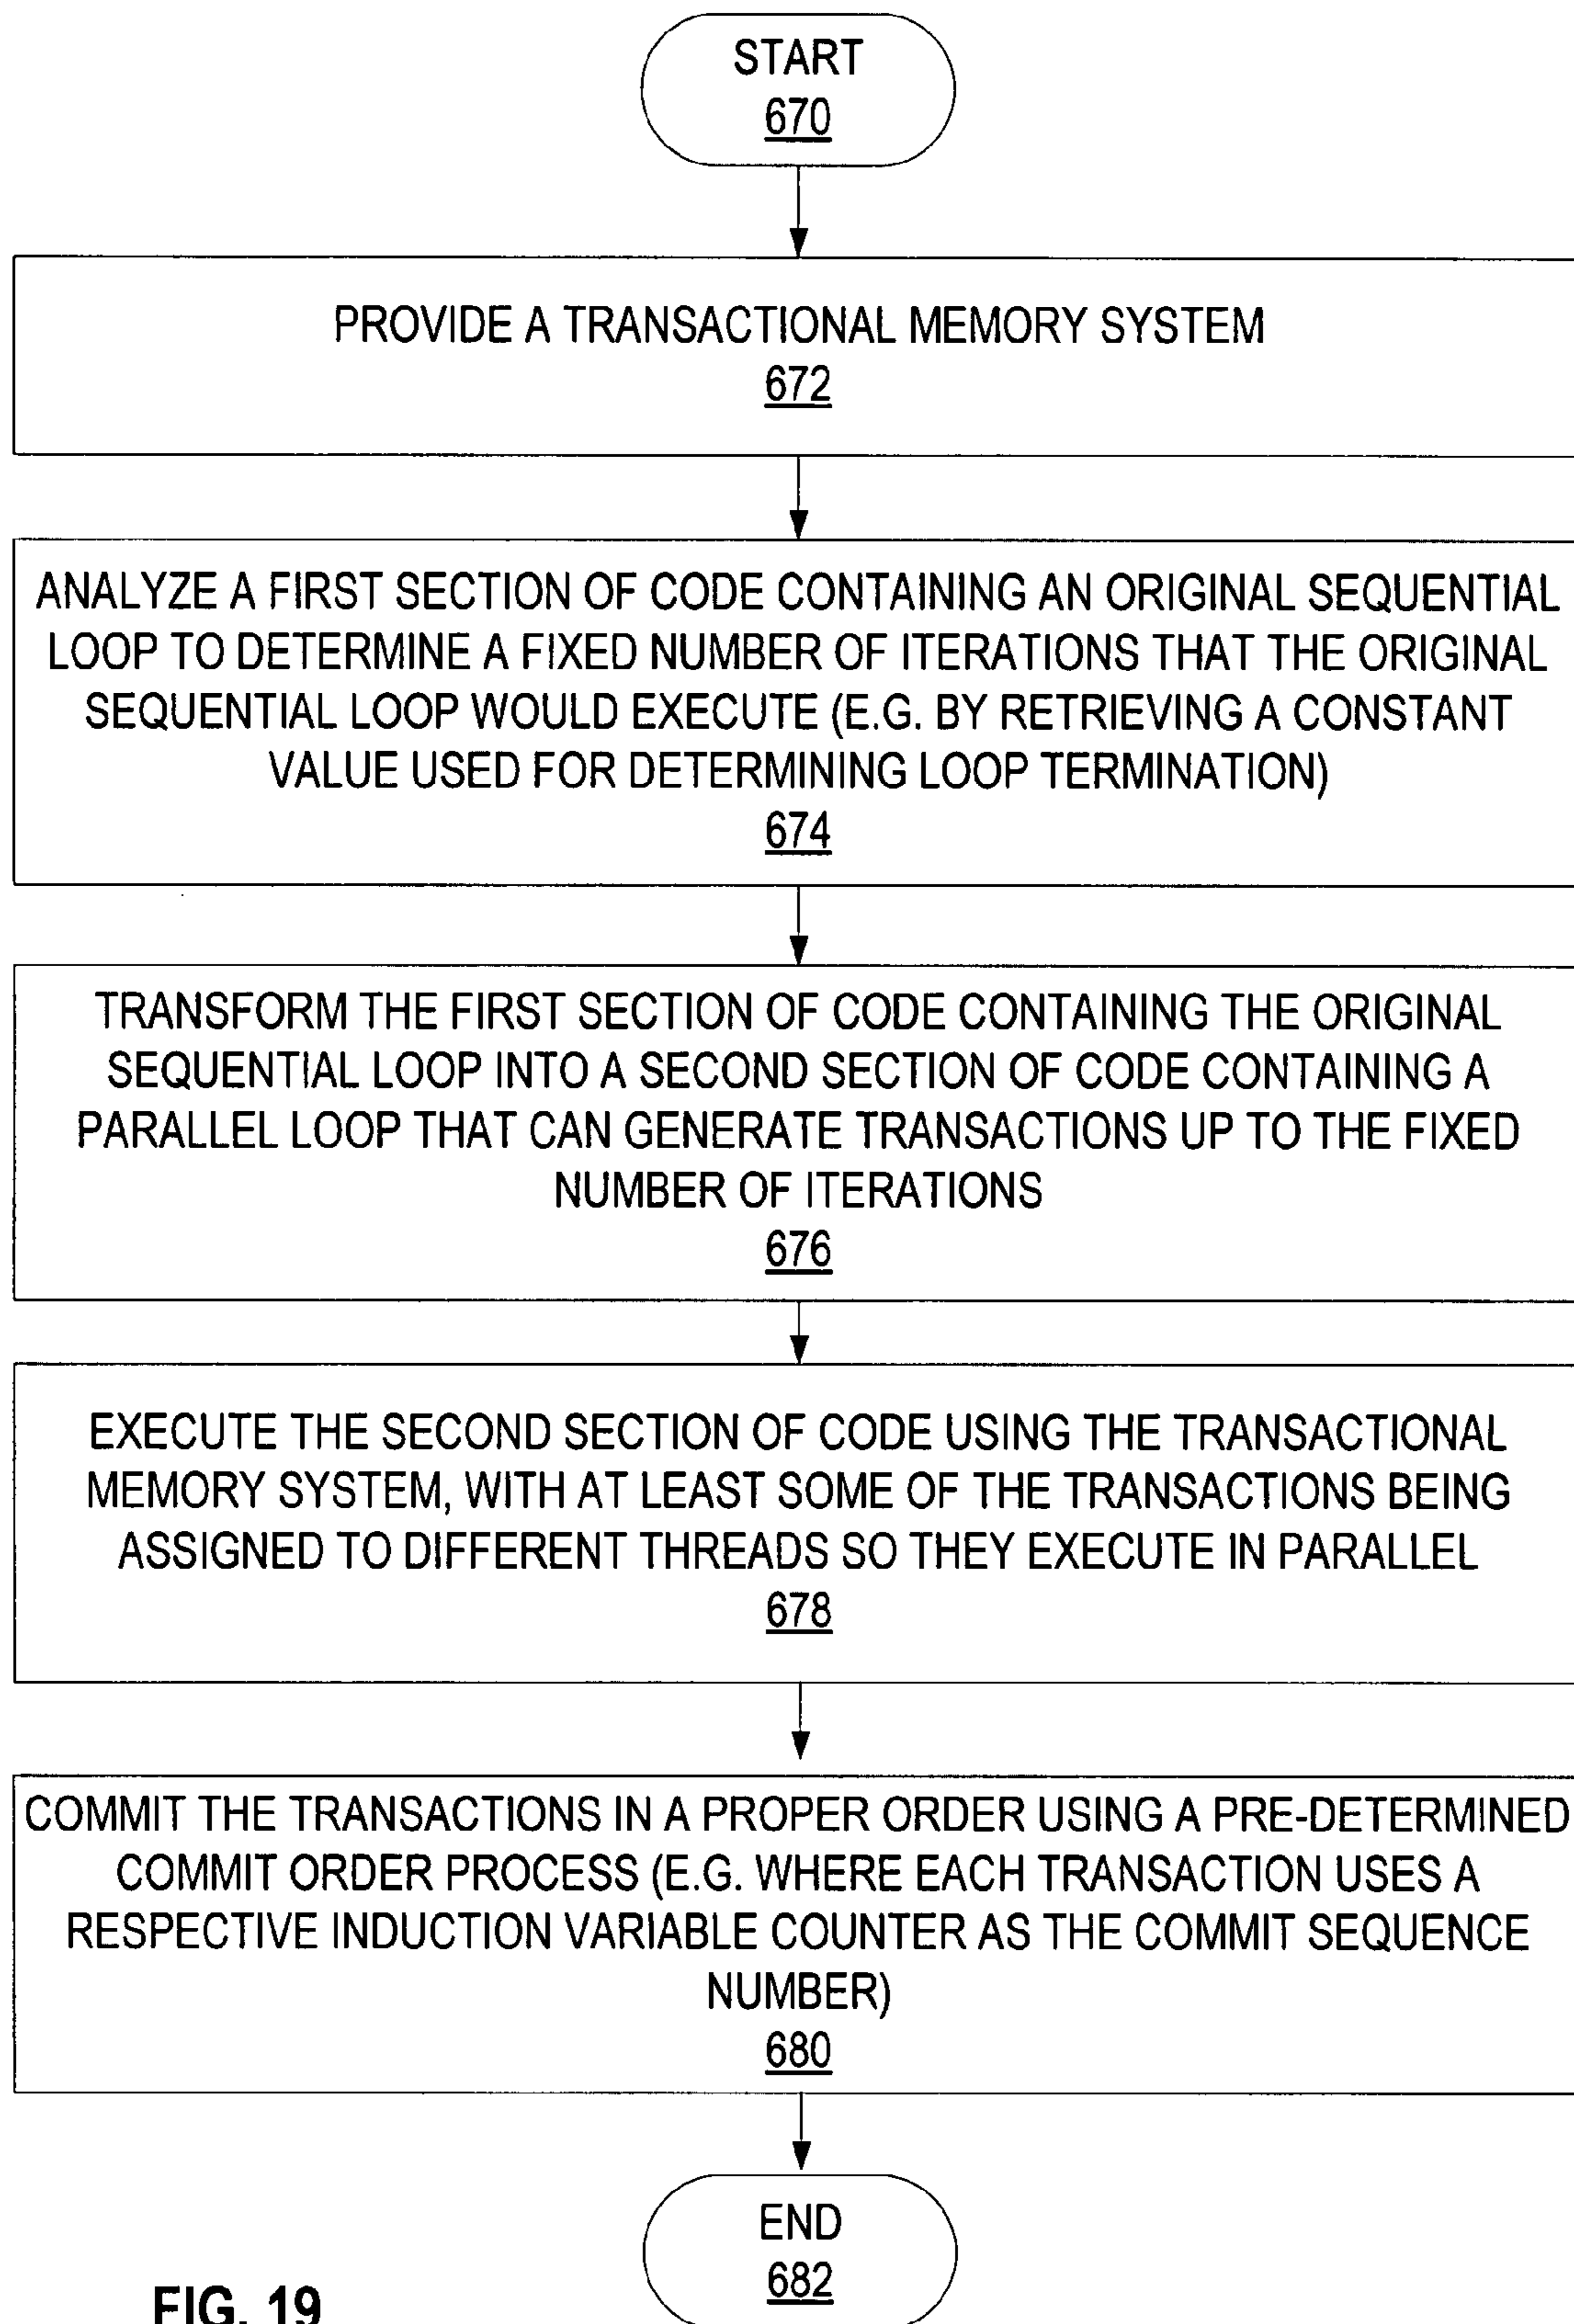 START
670
PROVIDE A TRANSACTIONAL MEMORY SYSTEM
672
ANALYZE A FIRST SECTION OF CODE CONTAINING AN ORIGINAL SEQUENTIAL
LOOP TO DETERMINE A FIXED NUMBER OF ITERATIONS THAT THE ORIGINAL
SEQUENTIAL LOOP WOULD EXECUTE (E.G. BY RETRIEVING A CONSTANT
VALUE USED FOR DETERMINING LOOP TERMINATION)
674
TRANSFORM THE FIRST SECTION OF CODE CONTAINING THE ORIGINAL
SEQUENTIAL LOOP INTO A SECOND SECTION OF CODE CONTAINING A
PARALLEL LOOP THAT CAN GENERATE TRANSACTIONS UP TO THE FIXED
NUMBER OF ITERATIONS
676
EXECUTE THE SECOND SECTION OF CODE USING THE TRANSACTIONAL
MEMORY SYSTEM, WITH AT LEAST SOME OF THE TRANSACTIONS BEING
ASSIGNED TO DIFFERENT THREADS SO THEY EXECUTE IN PARALLEL
678
COMMIT THE TRANSACTIONS IN A PROPER ORDER USING A PRE-DETERMINED
COMMIT ORDER PROCESS (E.G. WHERE EACH TRANSACTION USES A
RESPECTIVE INDUCTION VARIABLE COUNTER AS THE COMMIT SEQUENCE
NUMBER)
680
END
682
FIG. 19